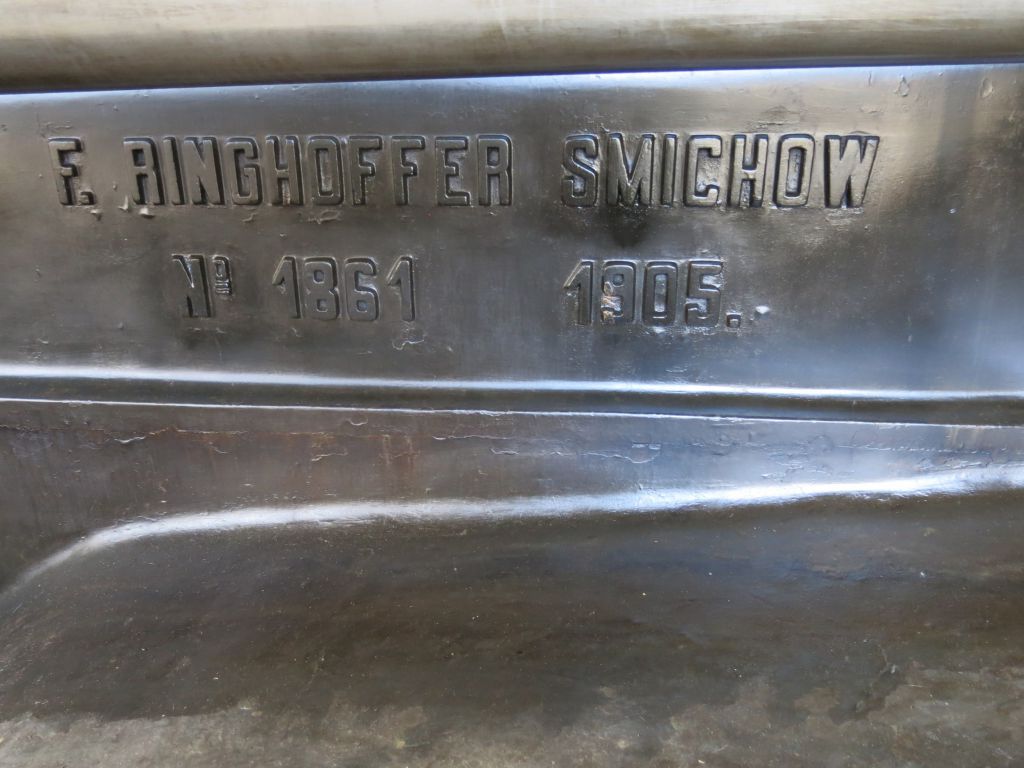 F. RINGHOFFER SMICHOW
Nº 1861 1905.